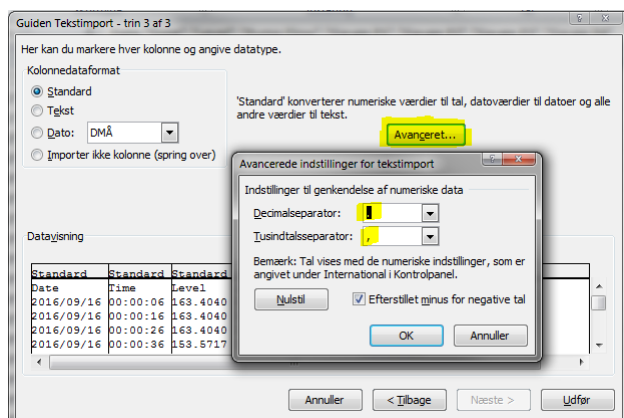 Guiden Tekstimport - trin 3 af 3
Her kan du markere hver kolonne og angive datatype.
Kolonnedataformat
Standard
Tekst
Dato: DMÅ
Importer ikke kolonne (spring over)
'Standard' konverterer numeriske værdier til tal, datoværdier til datoer og alle
andre værdier til tekst.
Avanceret...
Avancerede indstillinger for tekstimport
Indstillinger til genkendelse af numeriske data
Decimalseparator: .
Tusindtalsseparator: ,
Bemærk: Tal vises med de numeriske indstillinger, som er
angivet under International i Kontrolpanel.
Nulstil
Efterstillet minus for negative tal
OK Annuller
Datavisning
Standard Standard Standard
Date Time Level
2016/09/16 00:00:06 163.4040
2016/09/16 00:00:16 163.4040
2016/09/16 00:00:26 163.4040
2016/09/16 00:00:36 153.5717
Annuller < Tilbage Næste > Udfør